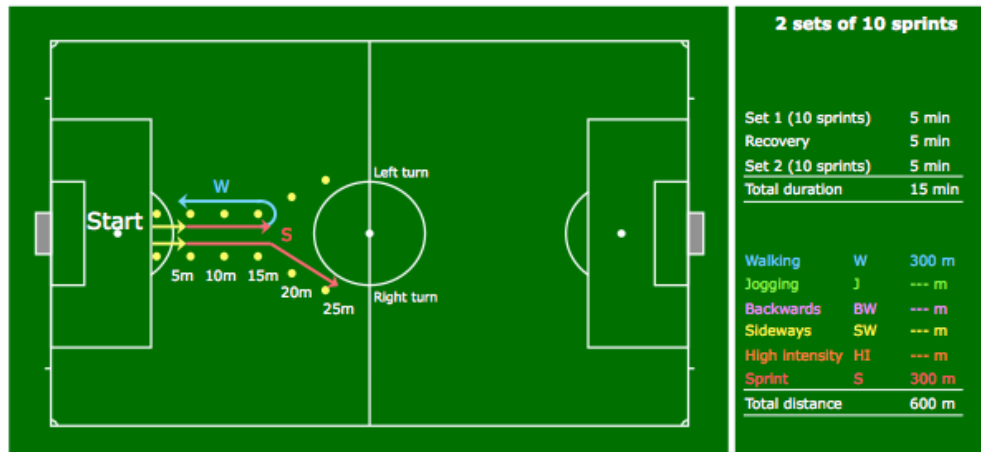 2 sets of 10 sprints
Set 1 (10 sprints) 5 min
Recovery 5 min
Set 2 (10 sprints) 5 min
Total duration 15 min
Left turn
W
Start
S
5m 10m 15m
20m
25m
Right turn
Walking W 300 m
Jogging J --- m
Backwards BW --- m
Sideways SW --- m
High intensity HI --- m
Sprint S 300 m
Total distance 600 m